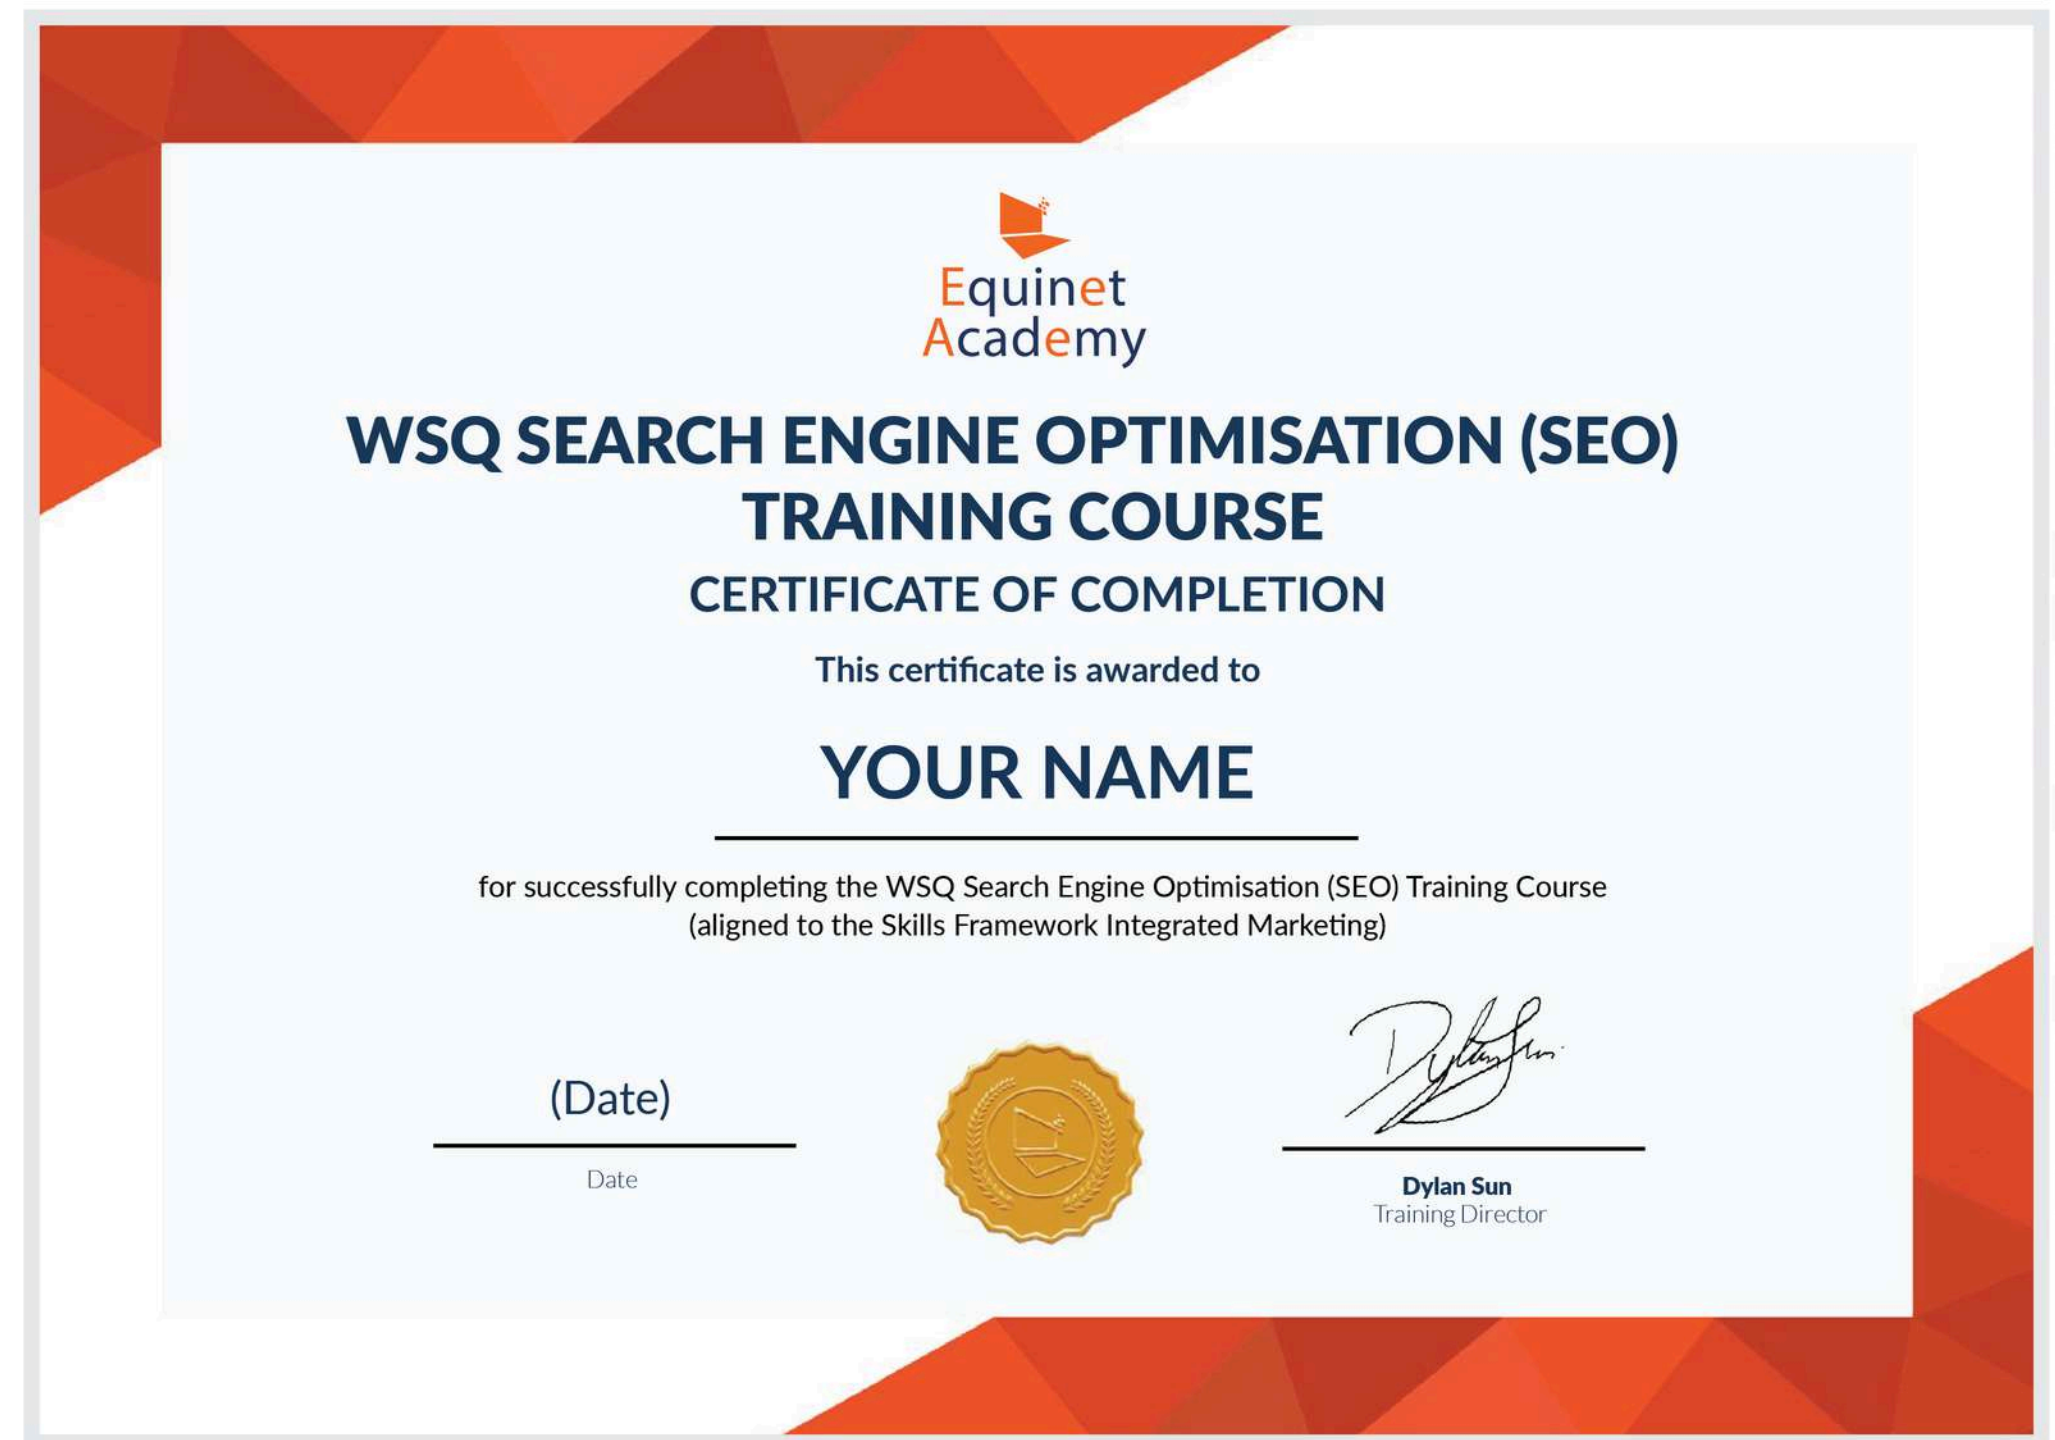 Equinet
Academy
WSQ SEARCH ENGINE OPTIMISATION (SEO)
TRAINING COURSE
CERTIFICATE OF COMPLETION
This certificate is awarded to
YOUR NAME
for successfully completing the WSQ Search Engine Optimisation (SEO) Training Course
(aligned to the Skills Framework Integrated Marketing)
(Date)
Date
Dylan Sun
Dylan Sun
Training Director